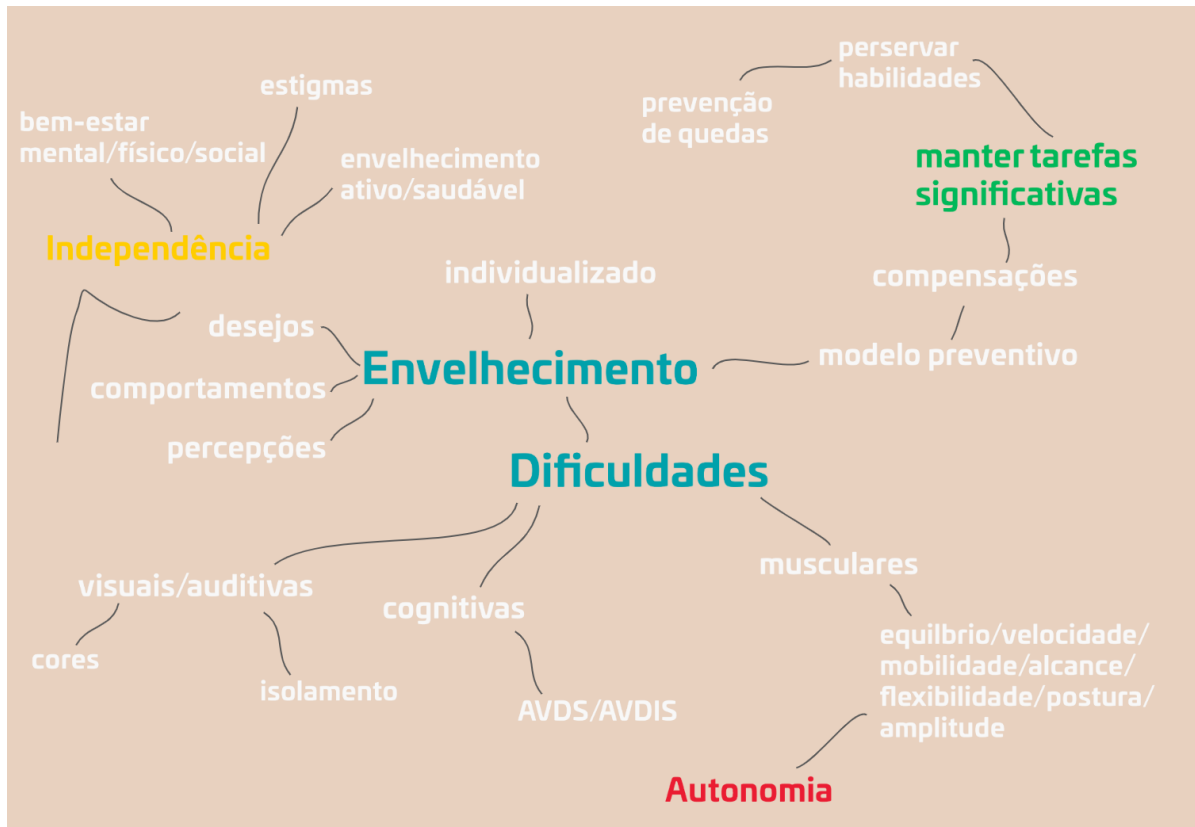 perservar
habilidades
estigmas
prevenção
de quedas
bem-estar
mental/físico/social
envelhecimento
ativo/saudável
manter tarefas
significativas
Independência
individualizado
compensações
desejos
modelo preventivo
Envelhecimento
comportamentos
percepções
Dificuldades
musculares
visuais/auditivas
cognitivas
equilbrio/velocidade/
mobilidade/alcance/
flexibilidade/postura/
amplitude
cores
isolamento
AVDS/AVDIS
Autonomia